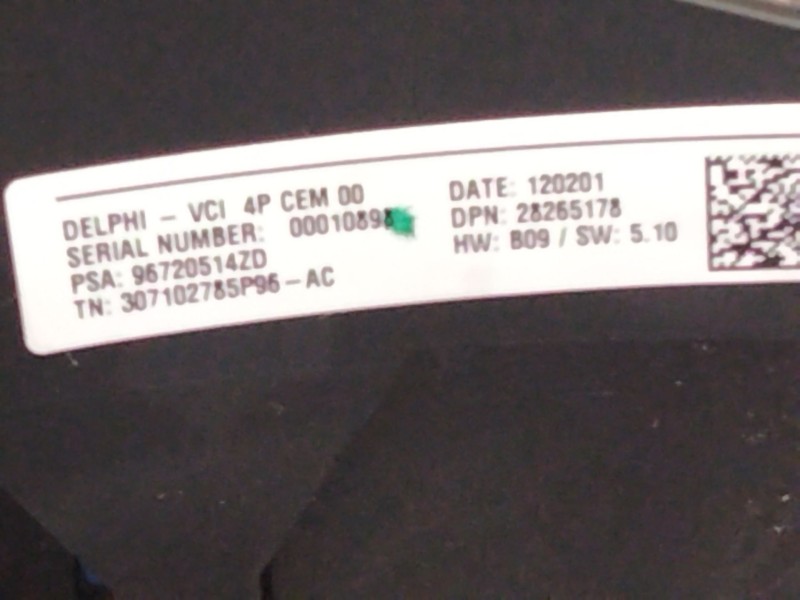 DELPHI - VCI 4P CEM 00
SERIAL NUMBER: 00010898
PSA: 96720514ZD
TN: 307102785P96-AC
DATE: 120201
DPN: 28265178
HW: B09 / SW: 5.10